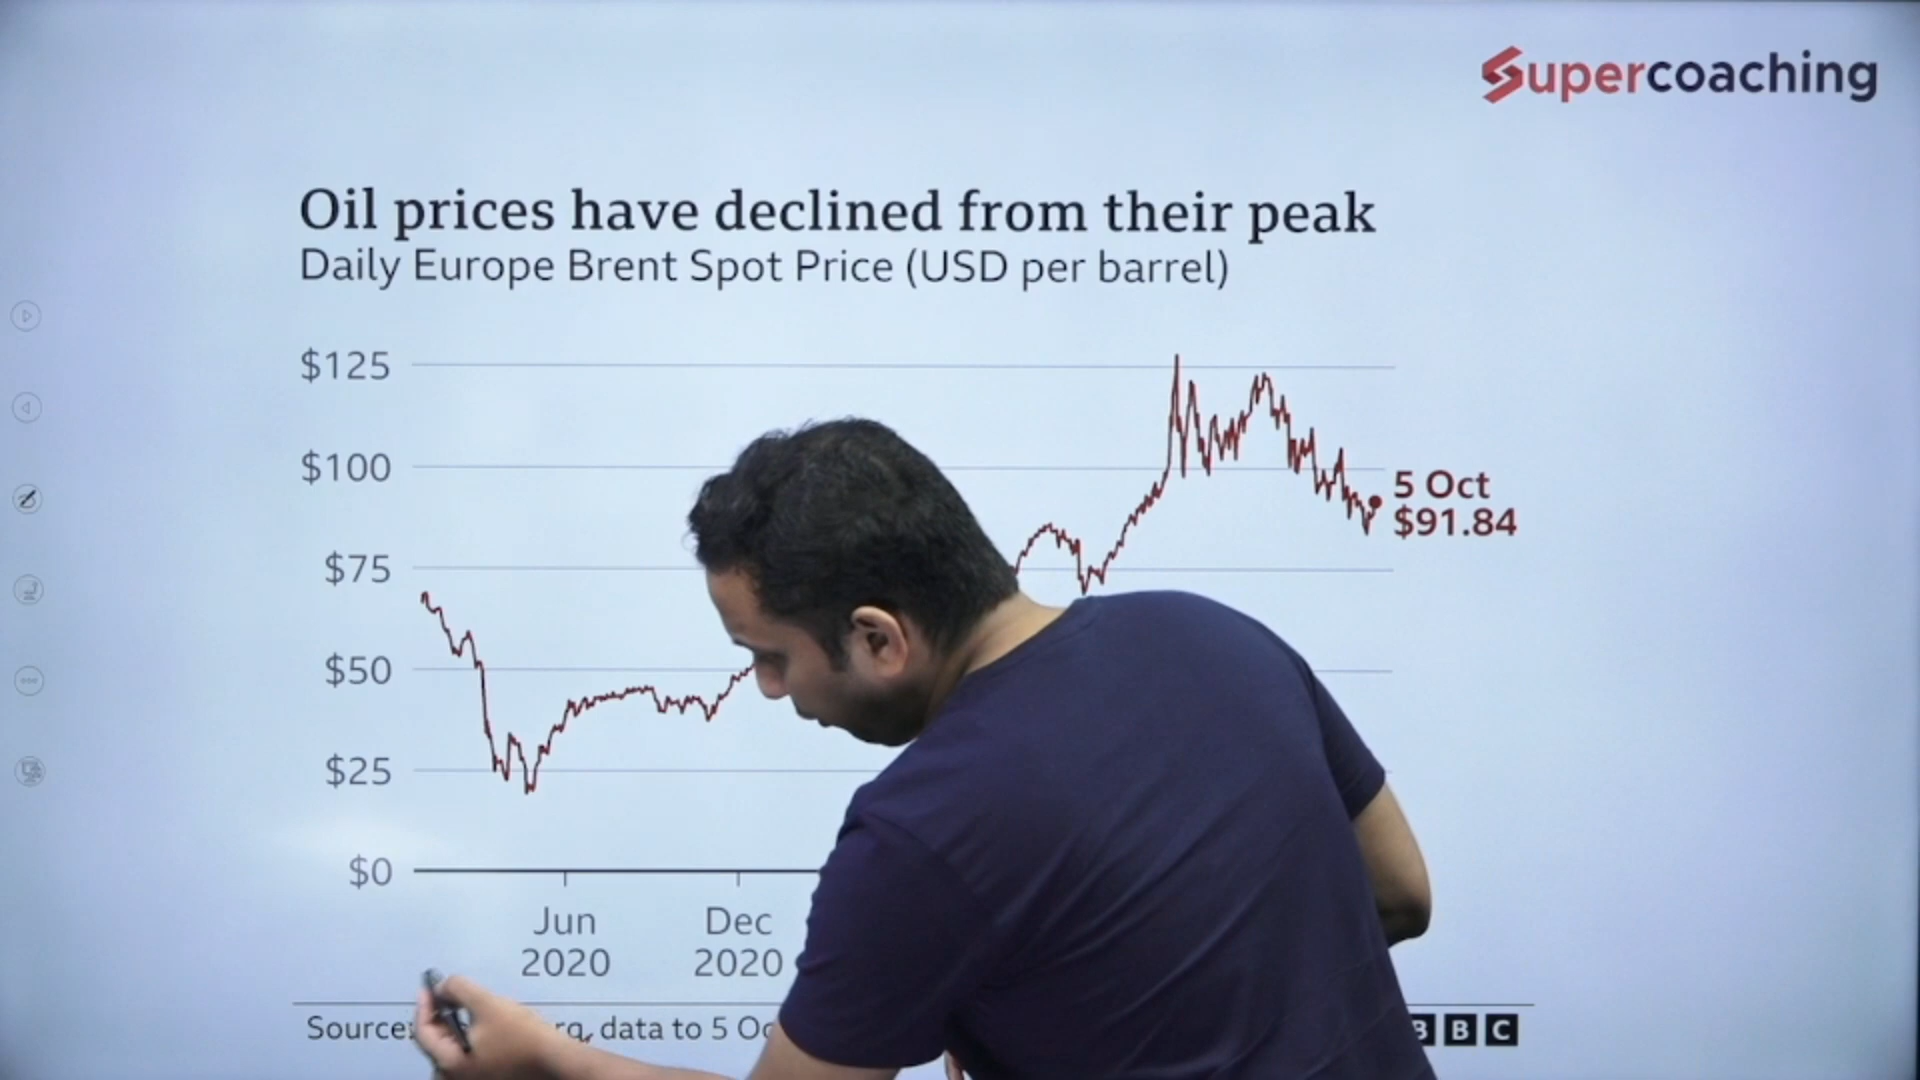 Supercoaching
Oil prices have declined from their peak
Daily Europe Brent Spot Price (USD per barrel)
$125
$100
$75
$50
$25
$0
5 Oct
$91.84
Jun
2020
Dec
2020
Source: data to 5
BBC